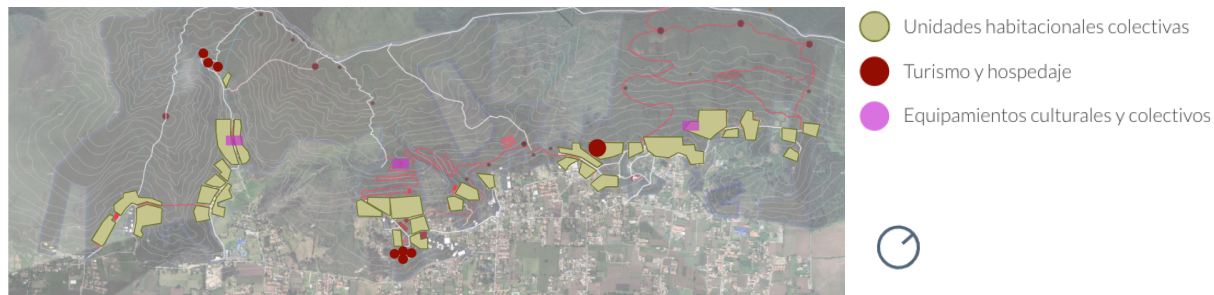 Unidades habitacionales colectivas
Turismo y hospedaje
Equipamientos culturales y colectivos